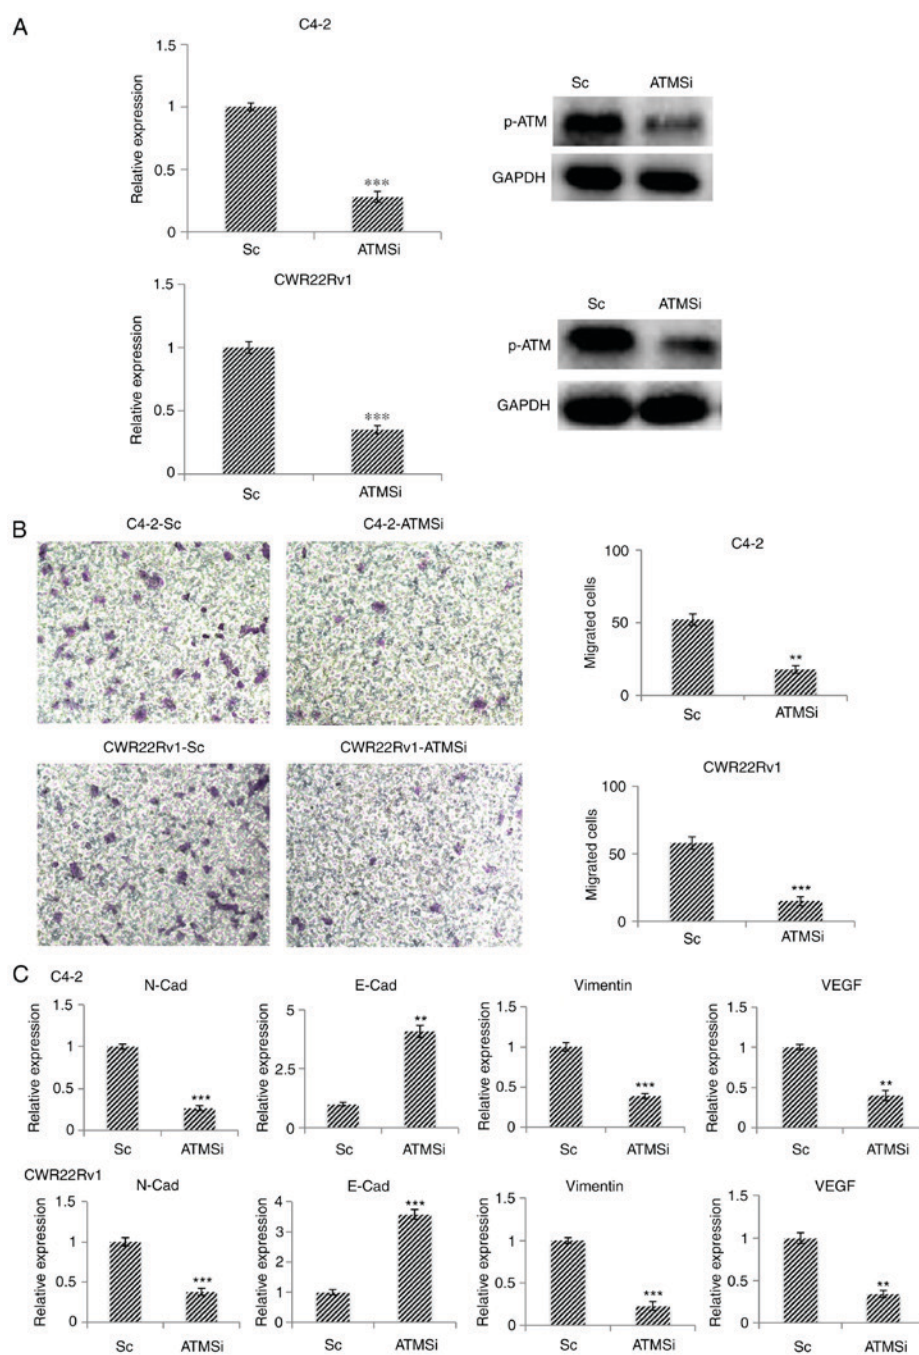 A
C4-2
Relative expression
1.5
1
0.5
0
***
Sc
ATMSi
Sc
ATMSi
p-ATM
GAPDH
CWR22Rv1
Relative expression
1.5
1
0.5
0
***
Sc
ATMSi
Sc
ATMSi
p-ATM
GAPDH
B
C4-2-Sc
C4-2-ATMSi
C4-2
Migrated cells
100
50
0
**
Sc
ATMSi
CWR22Rv1-Sc
CWR22Rv1-ATMSi
CWR22Rv1
Migrated cells
100
50
0
***
Sc
ATMSi
C
C4-2
N-Cad
Relative expression
1.5
1
0.5
0
***
Sc
ATMSi
E-Cad
Relative expression
5
2.5
0
**
Sc
ATMSi
Vimentin
Relative expression
1.5
1
0.5
0
***
Sc
ATMSi
VEGF
Relative expression
1.5
1
0.5
0
**
Sc
ATMSi
CWR22Rv1
N-Cad
Relative expression
1.5
1
0.5
0
***
Sc
ATMSi
E-Cad
Relative expression
4
3
2
1
0
***
Sc
ATMSi
Vimentin
Relative expression
1.5
1
0.5
0
***
Sc
ATMSi
VEGF
Relative expression
1.5
1
0.5
0
**
Sc
ATMSi